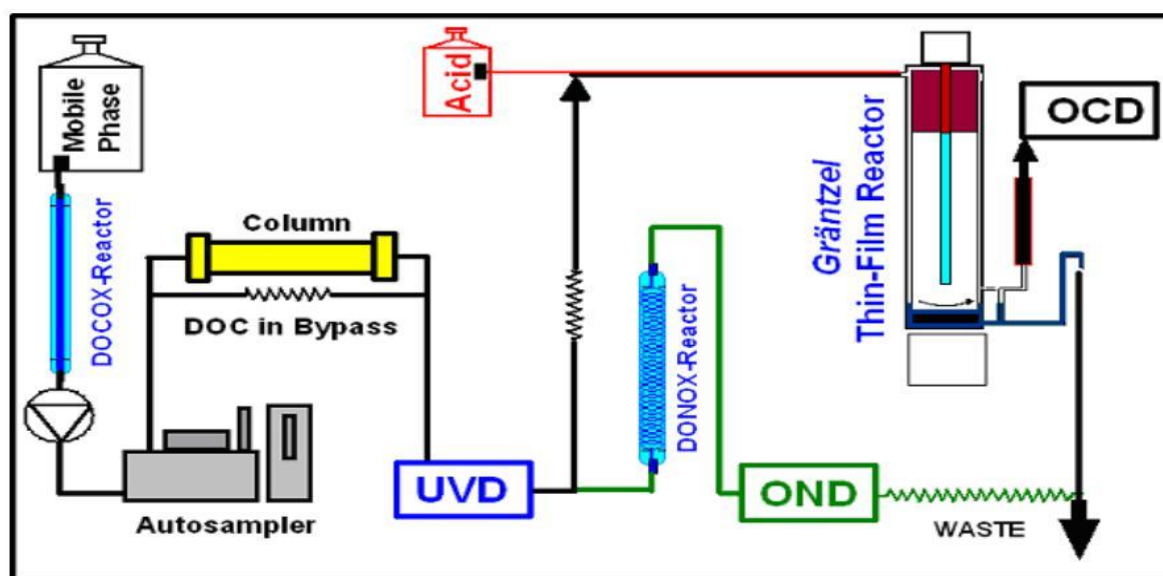 Mobile
Phase
DOCOX-Reactor
Column
DOC in Bypass
Autosampler
UVD
Acid
DONOX-Reactor
OND
WASTE
Gräntzel
Thin-Film Reactor
OCD